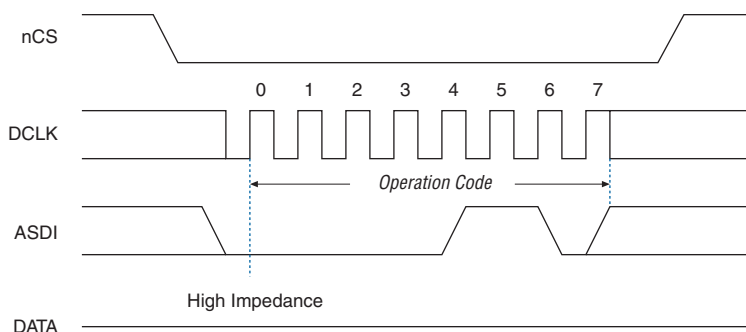 nCS
0 1 2 3 4 5 6 7
DCLK
Operation Code
ASDI
High Impedance
DATA